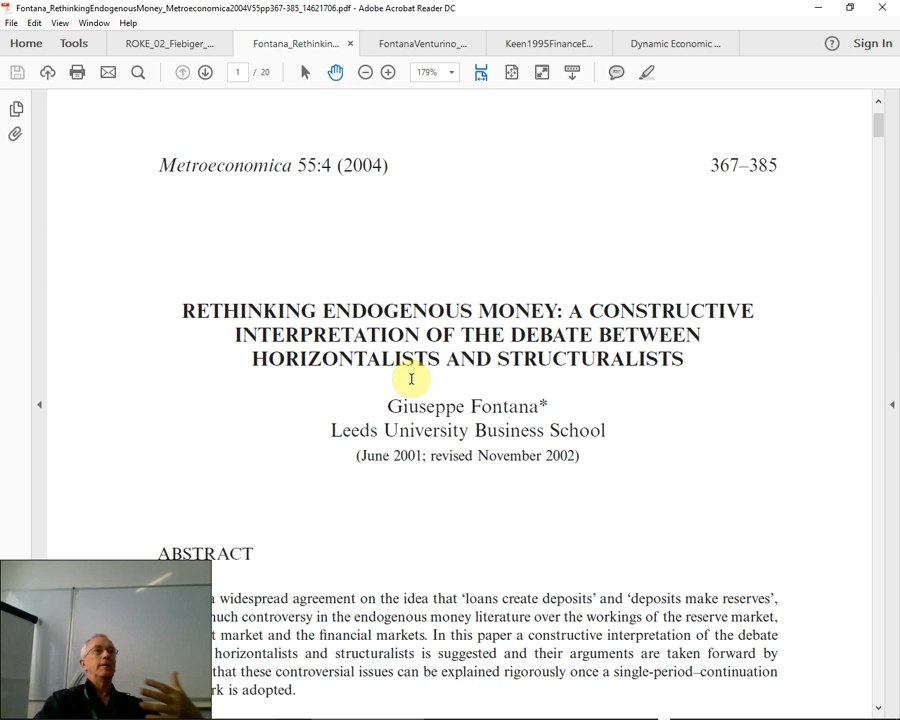 Fontana_RethinkingEndogenousMoney_Metroeconomica2004V55pp367-385_14621706.pdf - Adobe Acrobat Reader DC
File Edit View Window Help
Home Tools ROKE_02_Fiebiger_... Fontana_Rethinkin... × FontanaVenturino_... Keen1995FinanceE... Dynamic Economic ... Sign In
1 / 20 179%
Metroeconomica 55:4 (2004) 367–385
RETHINKING ENDOGENOUS MONEY: A CONSTRUCTIVE
INTERPRETATION OF THE DEBATE BETWEEN
HORIZONTALISTS AND STRUCTURALISTS
Giuseppe Fontana*
Leeds University Business School
(June 2001; revised November 2002)
ABSTRACT
a widespread agreement on the idea that ‘loans create deposits’ and ‘deposits make reserves’,
much controversy in the endogenous money literature over the workings of the reserve market,
market and the financial markets. In this paper a constructive interpretation of the debate
horizontalists and structuralists is suggested and their arguments are taken forward by
that these controversial issues can be explained rigorously once a single-period–continuation
is adopted.